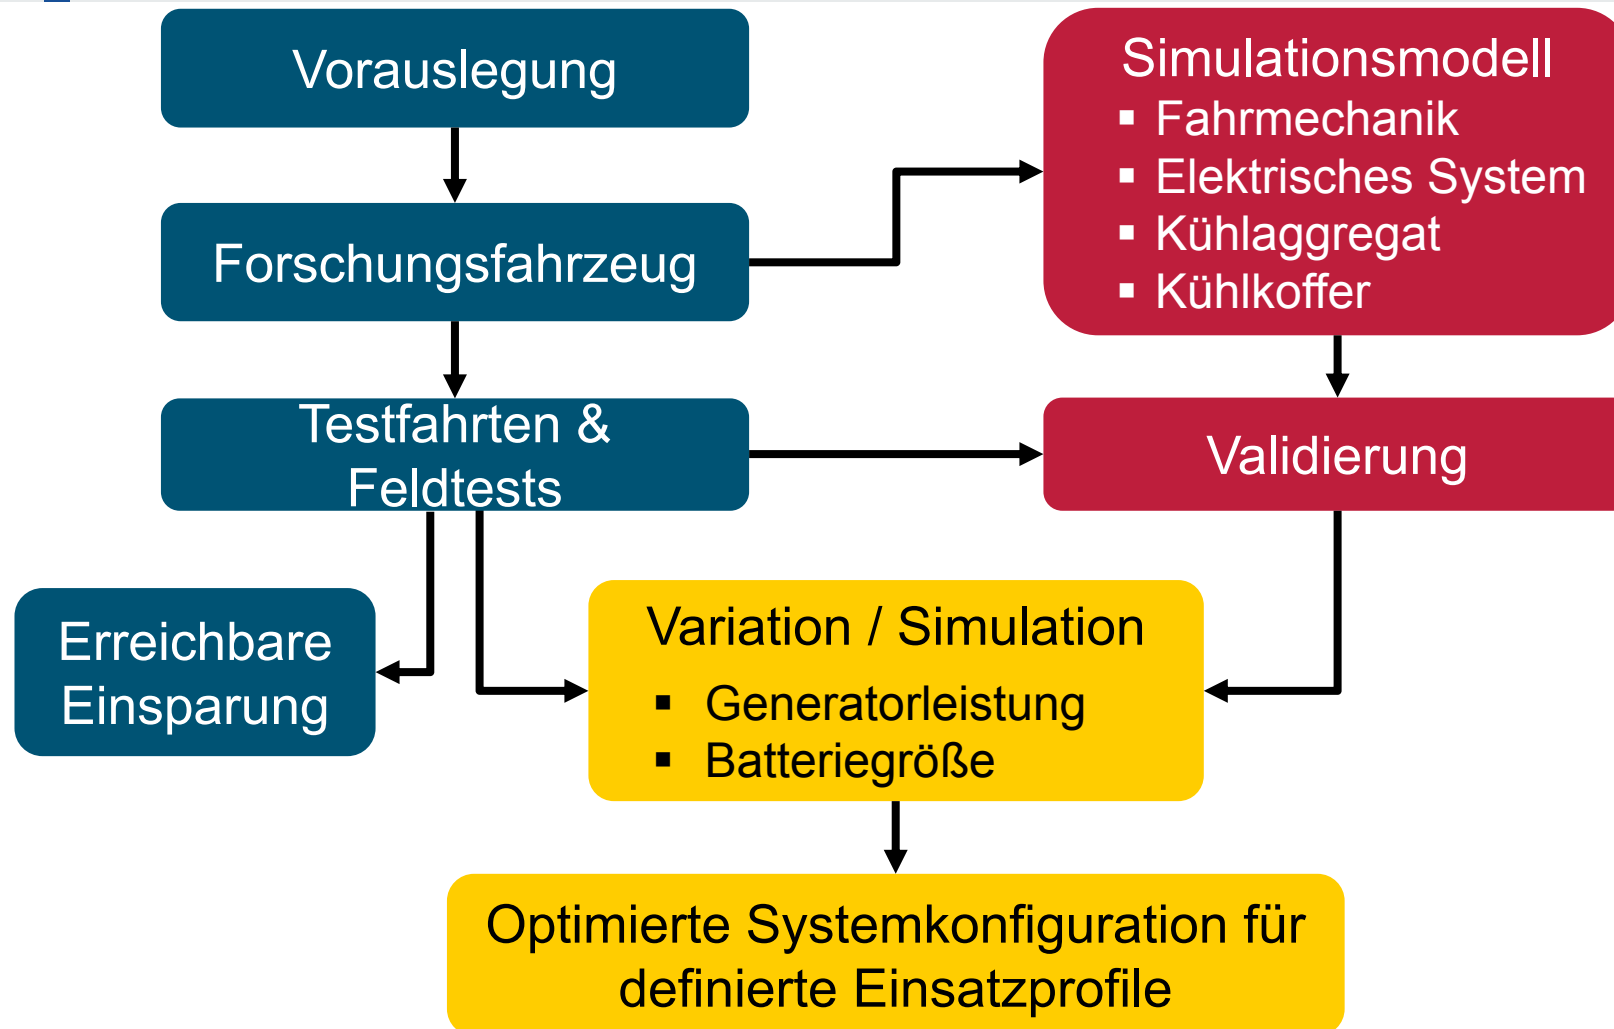 Vorauslegung
Simulationsmodell
▪ Fahrmechanik
▪ Elektrisches System
▪ Kühlaggregat
▪ Kühlkoffer
Forschungsfahrzeug
Testfahrten &
Feldtests
Validierung
Erreichbare
Einsparung
Variation / Simulation
▪ Generatorleistung
▪ Batteriegröße
Optimierte Systemkonfiguration für
definierte Einsatzprofile